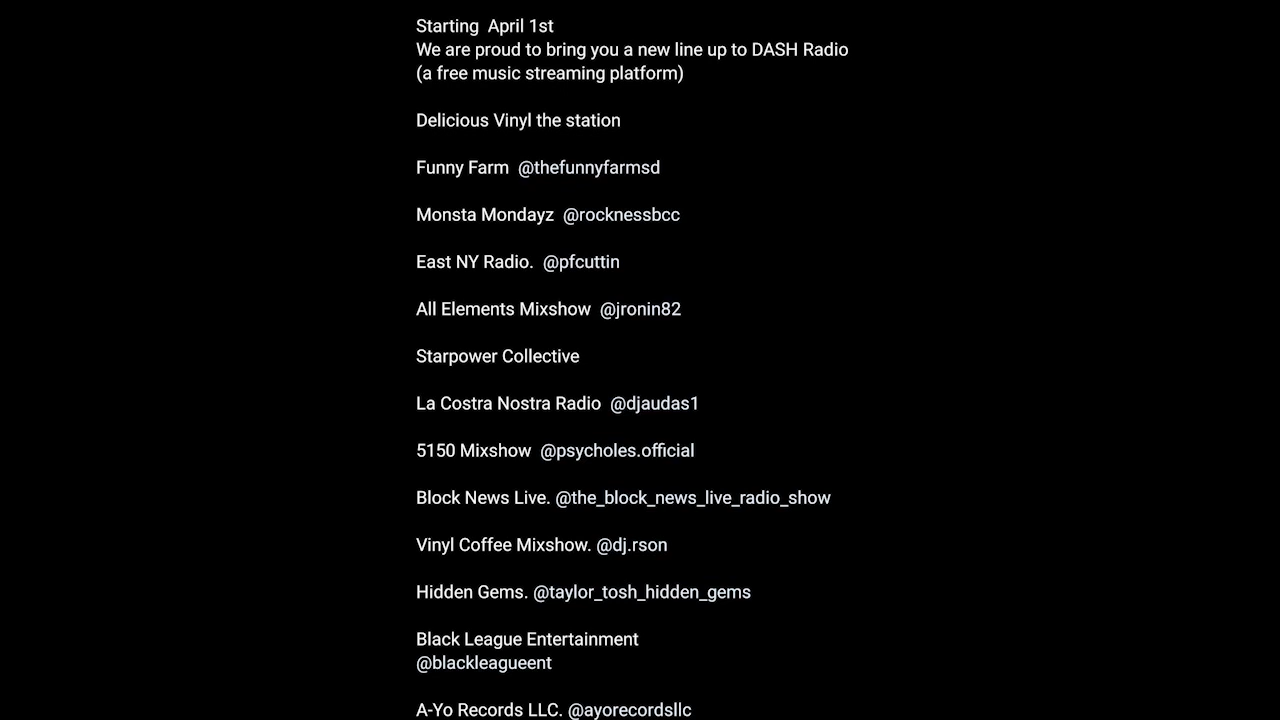 Starting  April 1st
We are proud to bring you a new line up to DASH Radio
(a free music streaming platform)
Delicious Vinyl the station
Funny Farm  @thefunnyfarmsd
Monsta Mondayz  @rocknessbcc
East NY Radio.  @pfcuttin
All Elements Mixshow  @jronin82
Starpower Collective
La Costra Nostra Radio  @djaudas1
5150 Mixshow  @psycholes.official
Block News Live. @the_block_news_live_radio_show
Vinyl Coffee Mixshow. @dj.rson
Hidden Gems. @taylor_tosh_hidden_gems
Black League Entertainment
@blackleagueent
A-Yo Records LLC. @ayorecordsllc